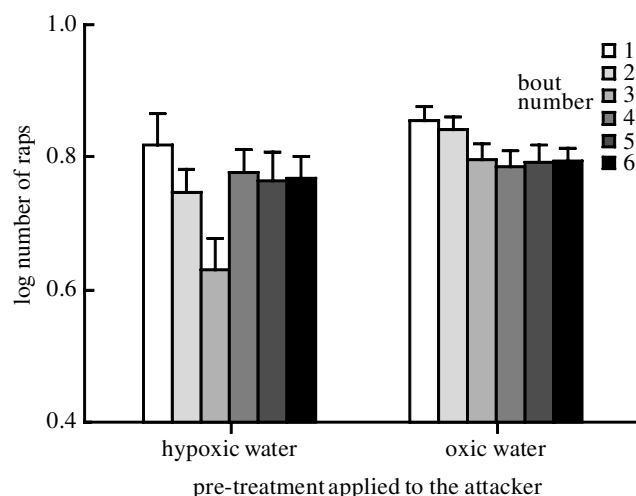 1.0
0.8
0.6
0.4
log number of raps
bout
number
1
2
3
4
5
6
hypoxic water
oxic water
pre-treatment applied to the attacker